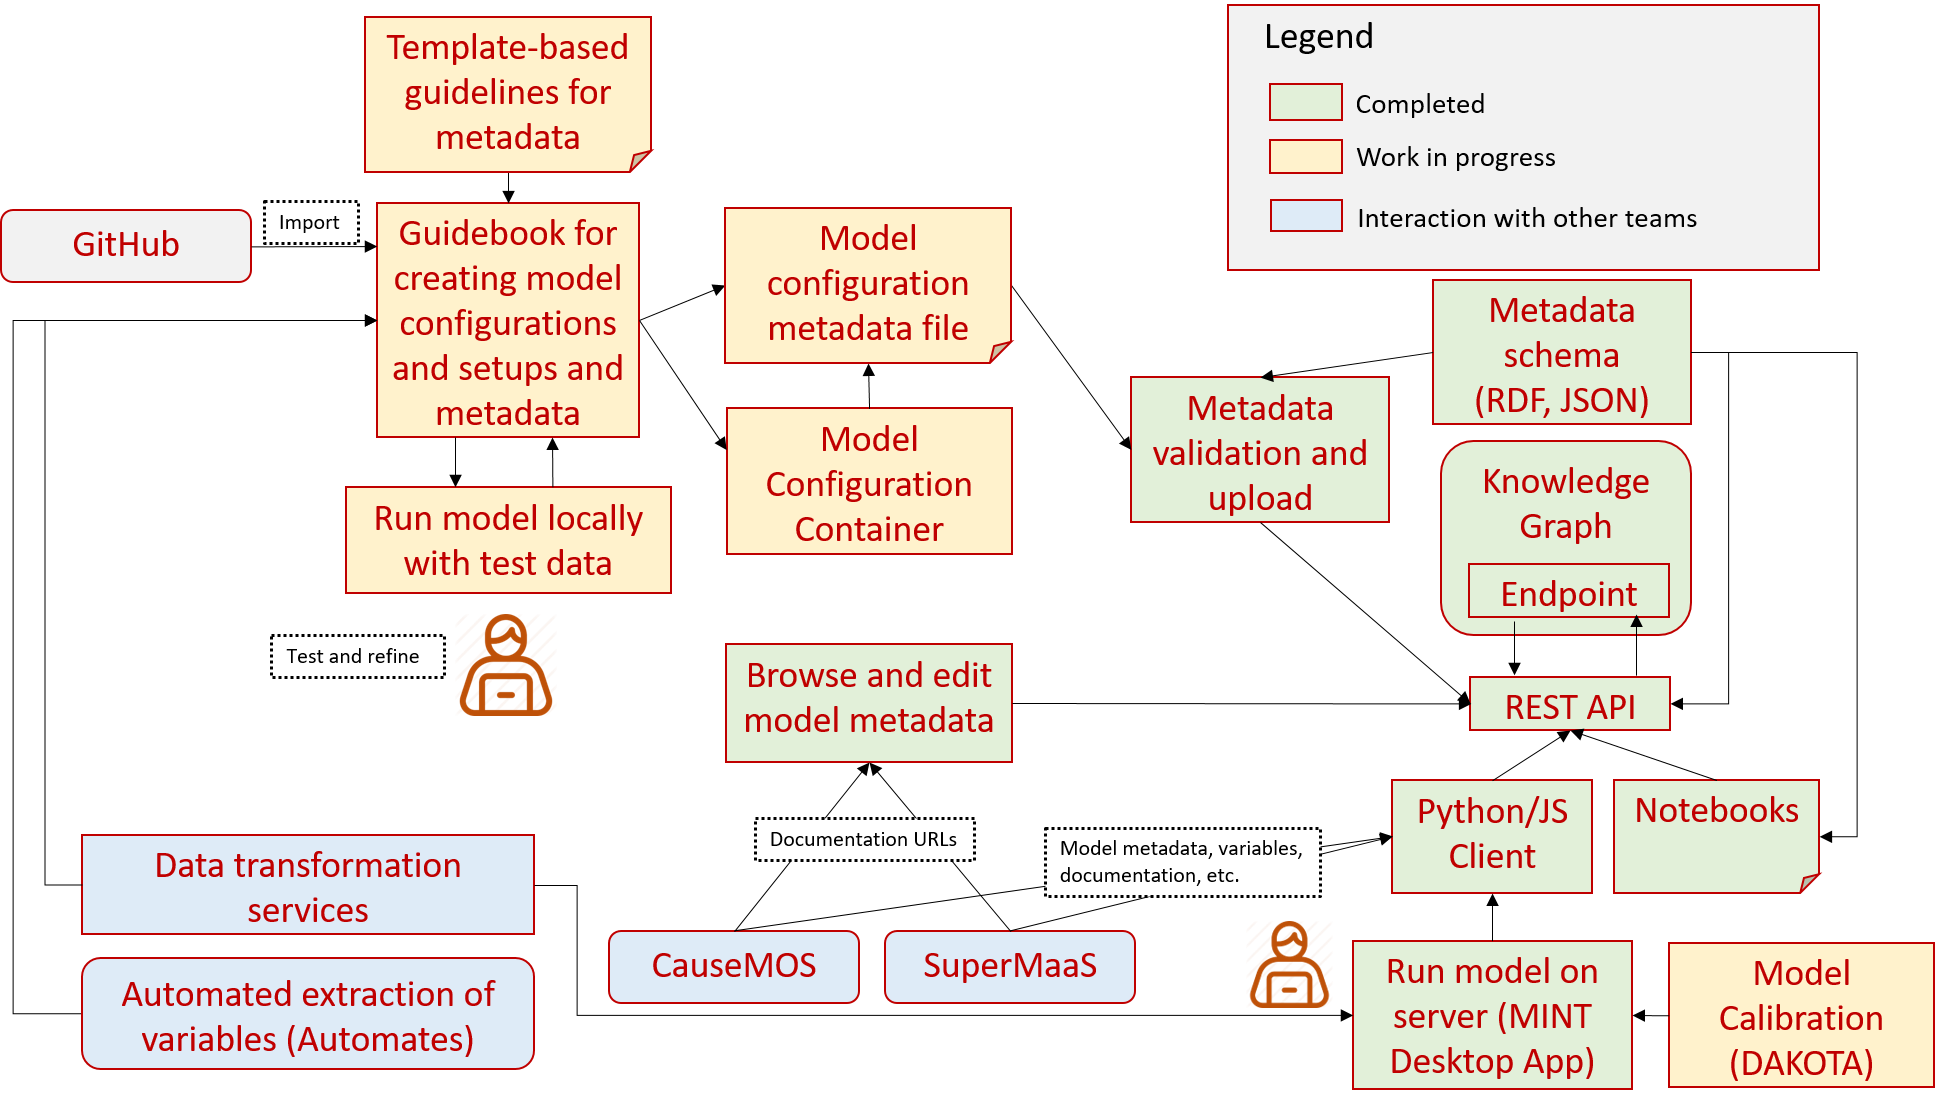 Template-based
guidelines for
metadata
Legend
Completed
Work in progress
Interaction with other teams
GitHub
Import
Guidebook for
creating model
configurations
and setups and
metadata
Model
configuration
metadata file
Metadata
schema
(RDF, JSON)
Metadata
validation and
upload
Model
Configuration
Container
Knowledge
Graph
Endpoint
Run model locally
with test data
Test and refine
Browse and edit
model metadata
REST API
Documentation URLs
Model metadata, variables,
documentation, etc.
Python/JS
Client
Notebooks
Data transformation
services
CauseMOS
SuperMaaS
Automated extraction of
variables (Automates)
Run model on
server (MINT
Desktop App)
Model
Calibration
(DAKOTA)